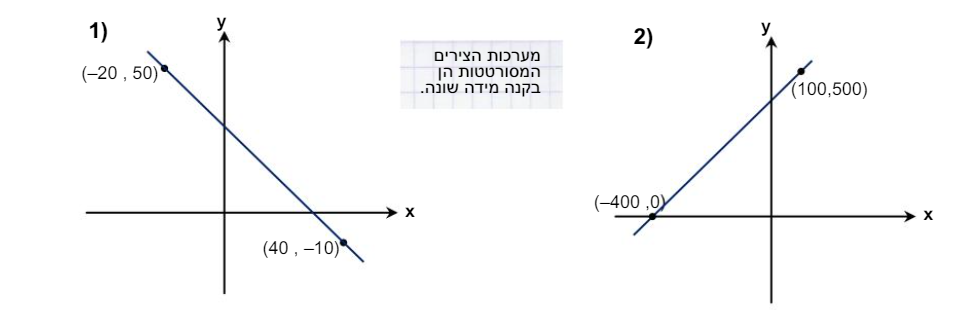 1)
y
(–20 , 50)
x
(40 , –10)
מערכות הצירים
המסורטטות הן
בקנה מידה שונה.
2)
y
(100,500)
(–400 ,0)
x